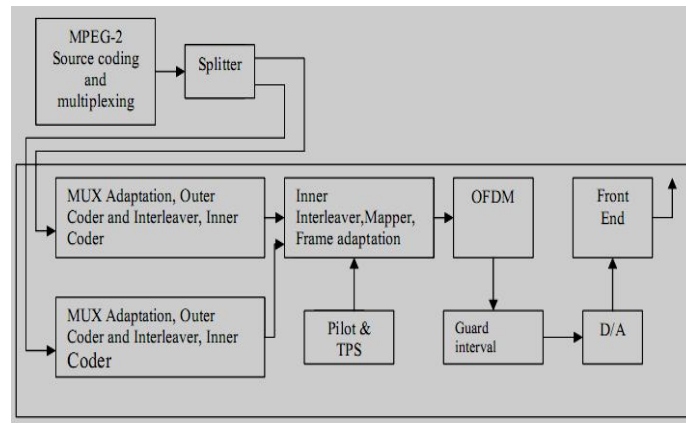 MPEG-2
Source coding
and
multiplexing
Splitter
MUX Adaptation, Outer
Coder and Interleaver, Inner
Coder
Inner
Interleaver,Mapper,
Frame adaptation
OFDM
Front
End
MUX Adaptation, Outer
Coder and Interleaver, Inner
Coder
Pilot &
TPS
Guard
interval
D/A